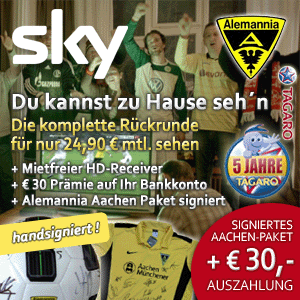 sky
Alemannia
TAGARO
Du kannst zu Hause seh´n
Die komplette Rückrunde
für nur 24,90 € mtl. sehen
+ Mietfreier HD-Receiver
+ € 30 Prämie auf Ihr Bankkonto
+ Alemannia Aachen Paket signiert
5 JAHRE
TAGARO
handsigniert !
Aachen
Münchener
SIGNIERTES
AACHEN-PAKET
+ € 30,-
AUSZAHLUNG